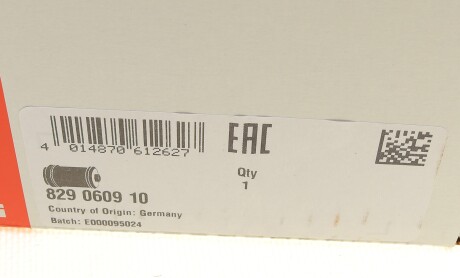 EAC
4 014870 612627
Qty
1
829 0609 10
Country of Origin: Germany
Batch: E000095024